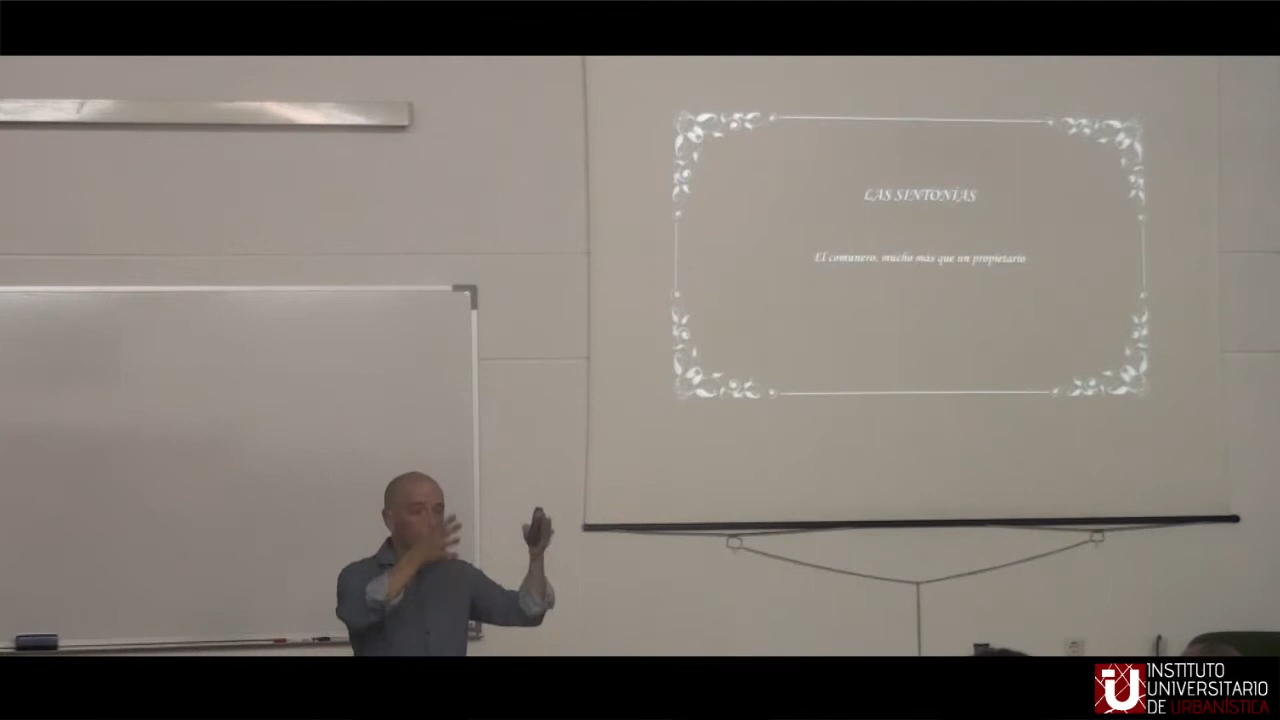 LAS SINTONÍAS
El comunero, mucho más que un propietario
INSTITUTO
UNIVERSITARIO
DE URBANÍSTICA